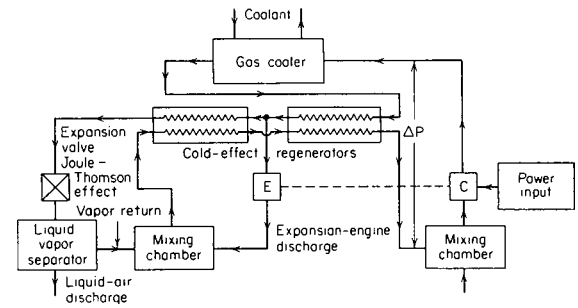 Coolant
Gas cooler
ΔP
Cold-effect regenerators
Expansion
valve
Joule-
Thomson
effect
E
C
Power
input
Vapor return
Liquid
vapor
separator
Mixing
chamber
Expansion-engine
discharge
Mixing
chamber
Liquid-air
discharge